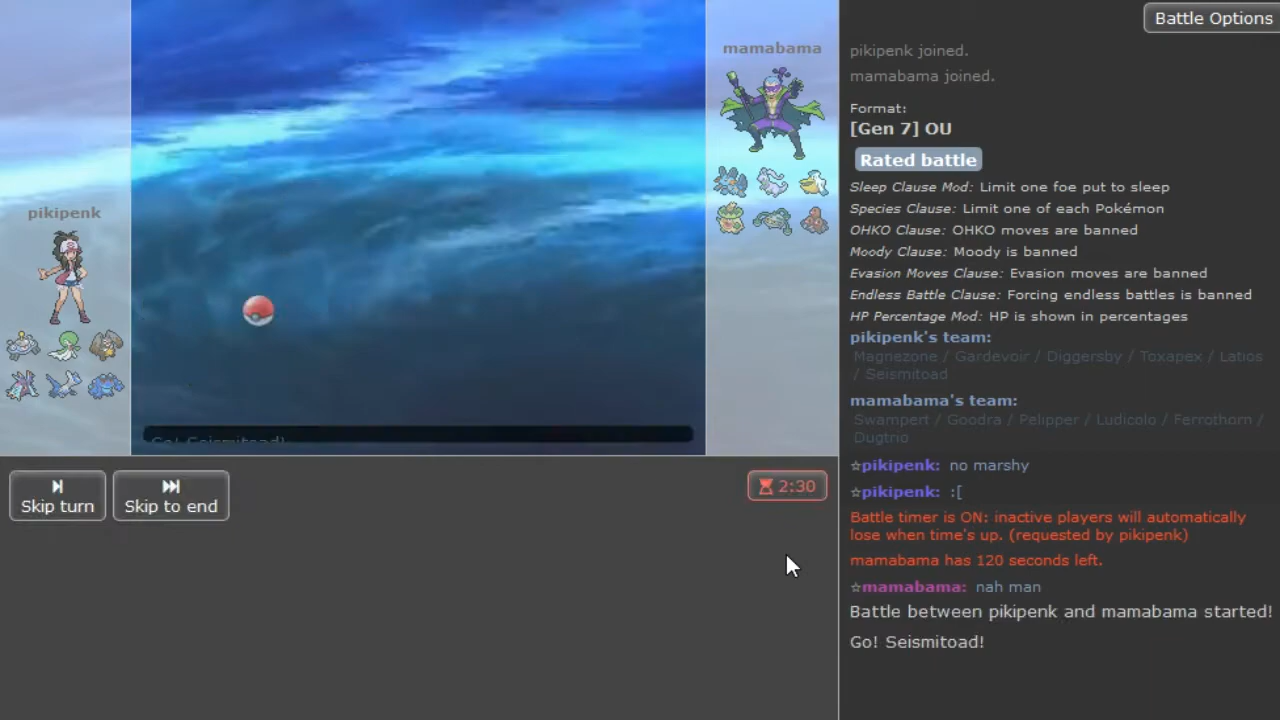 Battle Options
pikipenk joined.
mamabama joined.
mamabama
Format:
[Gen 7] OU
Rated battle
Sleep Clause Mod: Limit one foe put to sleep
Species Clause: Limit one of each Pokémon
OHKO Clause: OHKO moves are banned
Moody Clause: Moody is banned
Evasion Moves Clause: Evasion moves are banned
Endless Battle Clause: Forcing endless battles is banned
HP Percentage Mod: HP is shown in percentages
pikipenk
pikipenk's team:
Magnezone / Gardevoir / Diggersby / Toxapex / Latios
/ Seismitoad
mamabama's team:
Swampert / Goodra / Pelipper / Ludicolo / Ferrothorn /
Dugtrio
Go! Seismitoad!
☆pikipenk: no marshy
☆pikipenk: :[
Battle timer is ON: inactive players will automatically
lose when time's up. (requested by pikipenk)
mamabama has 120 seconds left.
☆mamabama: nah man
Battle between pikipenk and mamabama started!
Go! Seismitoad!
Skip turn
Skip to end
2:30